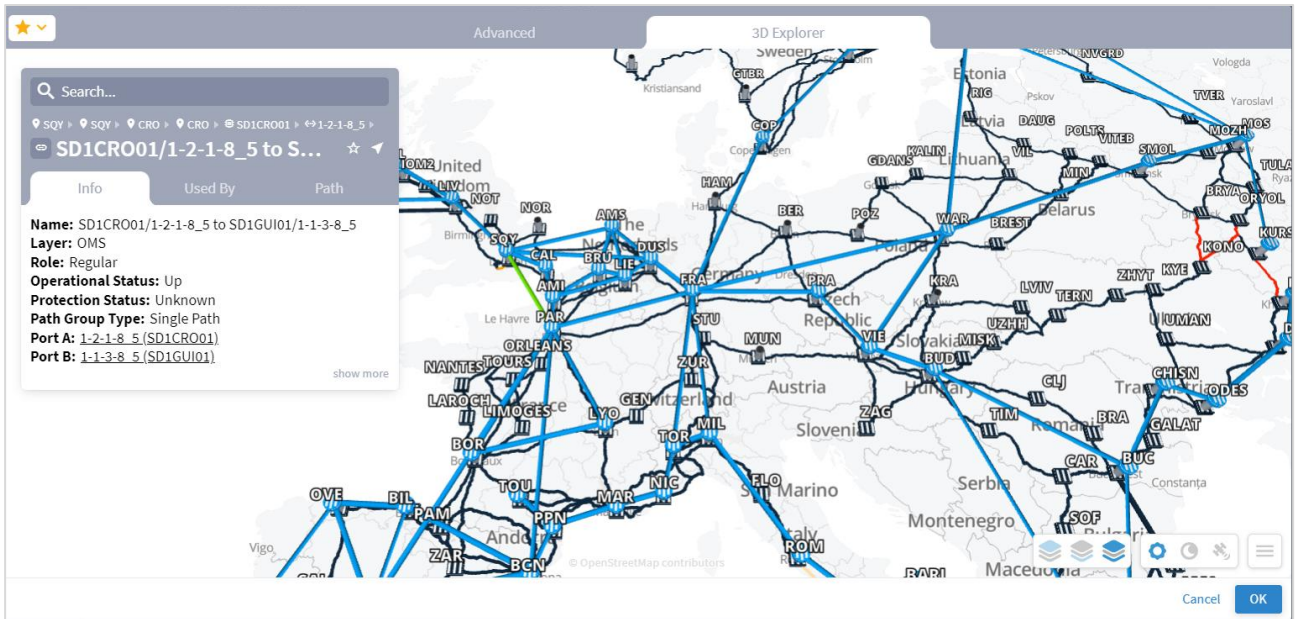 Advanced
3D Explorer
Search...
SQY ▸ SQY ▸ CRO ▸ CRO ▸ SD1CRO01 ▸ 1-2-1-8_5 ▸
SD1CRO01/1-2-1-8_5 to S...
Info
Used By
Path
Name: SD1CRO01/1-2-1-8_5 to SD1GUI01/1-1-3-8_5
Layer: OMS
Role: Regular
Operational Status: Up
Protection Status: Unknown
Path Group Type: Single Path
Port A: 1-2-1-8_5 (SD1CRO01)
Port B: 1-1-3-8_5 (SD1GUI01)
show more
Sweden
GTBR
Kristiansand
Estonia
RIG
Pskov
Vologda
TVER
Yaroslavl
COP
DAUG
POLTS
VITEB
MOZH
MOS
SMOL
KALIN
GDANS
Lithuania
VIL
MIN
TULA
United
LIV
NOT
NOR
HAM
BER
POZ
WAR
BREST
Belarus
BRYA
ORYOL
KURS
KONO
AMS
The
SQY
CAL
BRU
LIE
DUS
AMI
FRA
Germany
Dresden
PRA
Czech
Republic
KRA
LVIV
TERN
ZHYT
KYE
UMAN
Le Havre
PAR
STU
MUN
VIE
Slovakia
MISK
UZHH
BUD
Hungary
ORLEANS
NANTES
TOURS
ZUR
Austria
CLJ
CHISN
ODES
LAROCH
LIMOGES
GEN
LYO
Slovenia
ZAG
TIM
Romania
BRA
GALAT
TOR
MIL
BOR
CAR
BUC
Constanța
TOU
MAR
NIC
FLO
San Marino
Serbia
OVE
BIL
PAM
PPN
Montenegro
SOF
Vigo
ZAR
BCN
ROM
BARI
© OpenStreetMap contributors
Cancel
OK